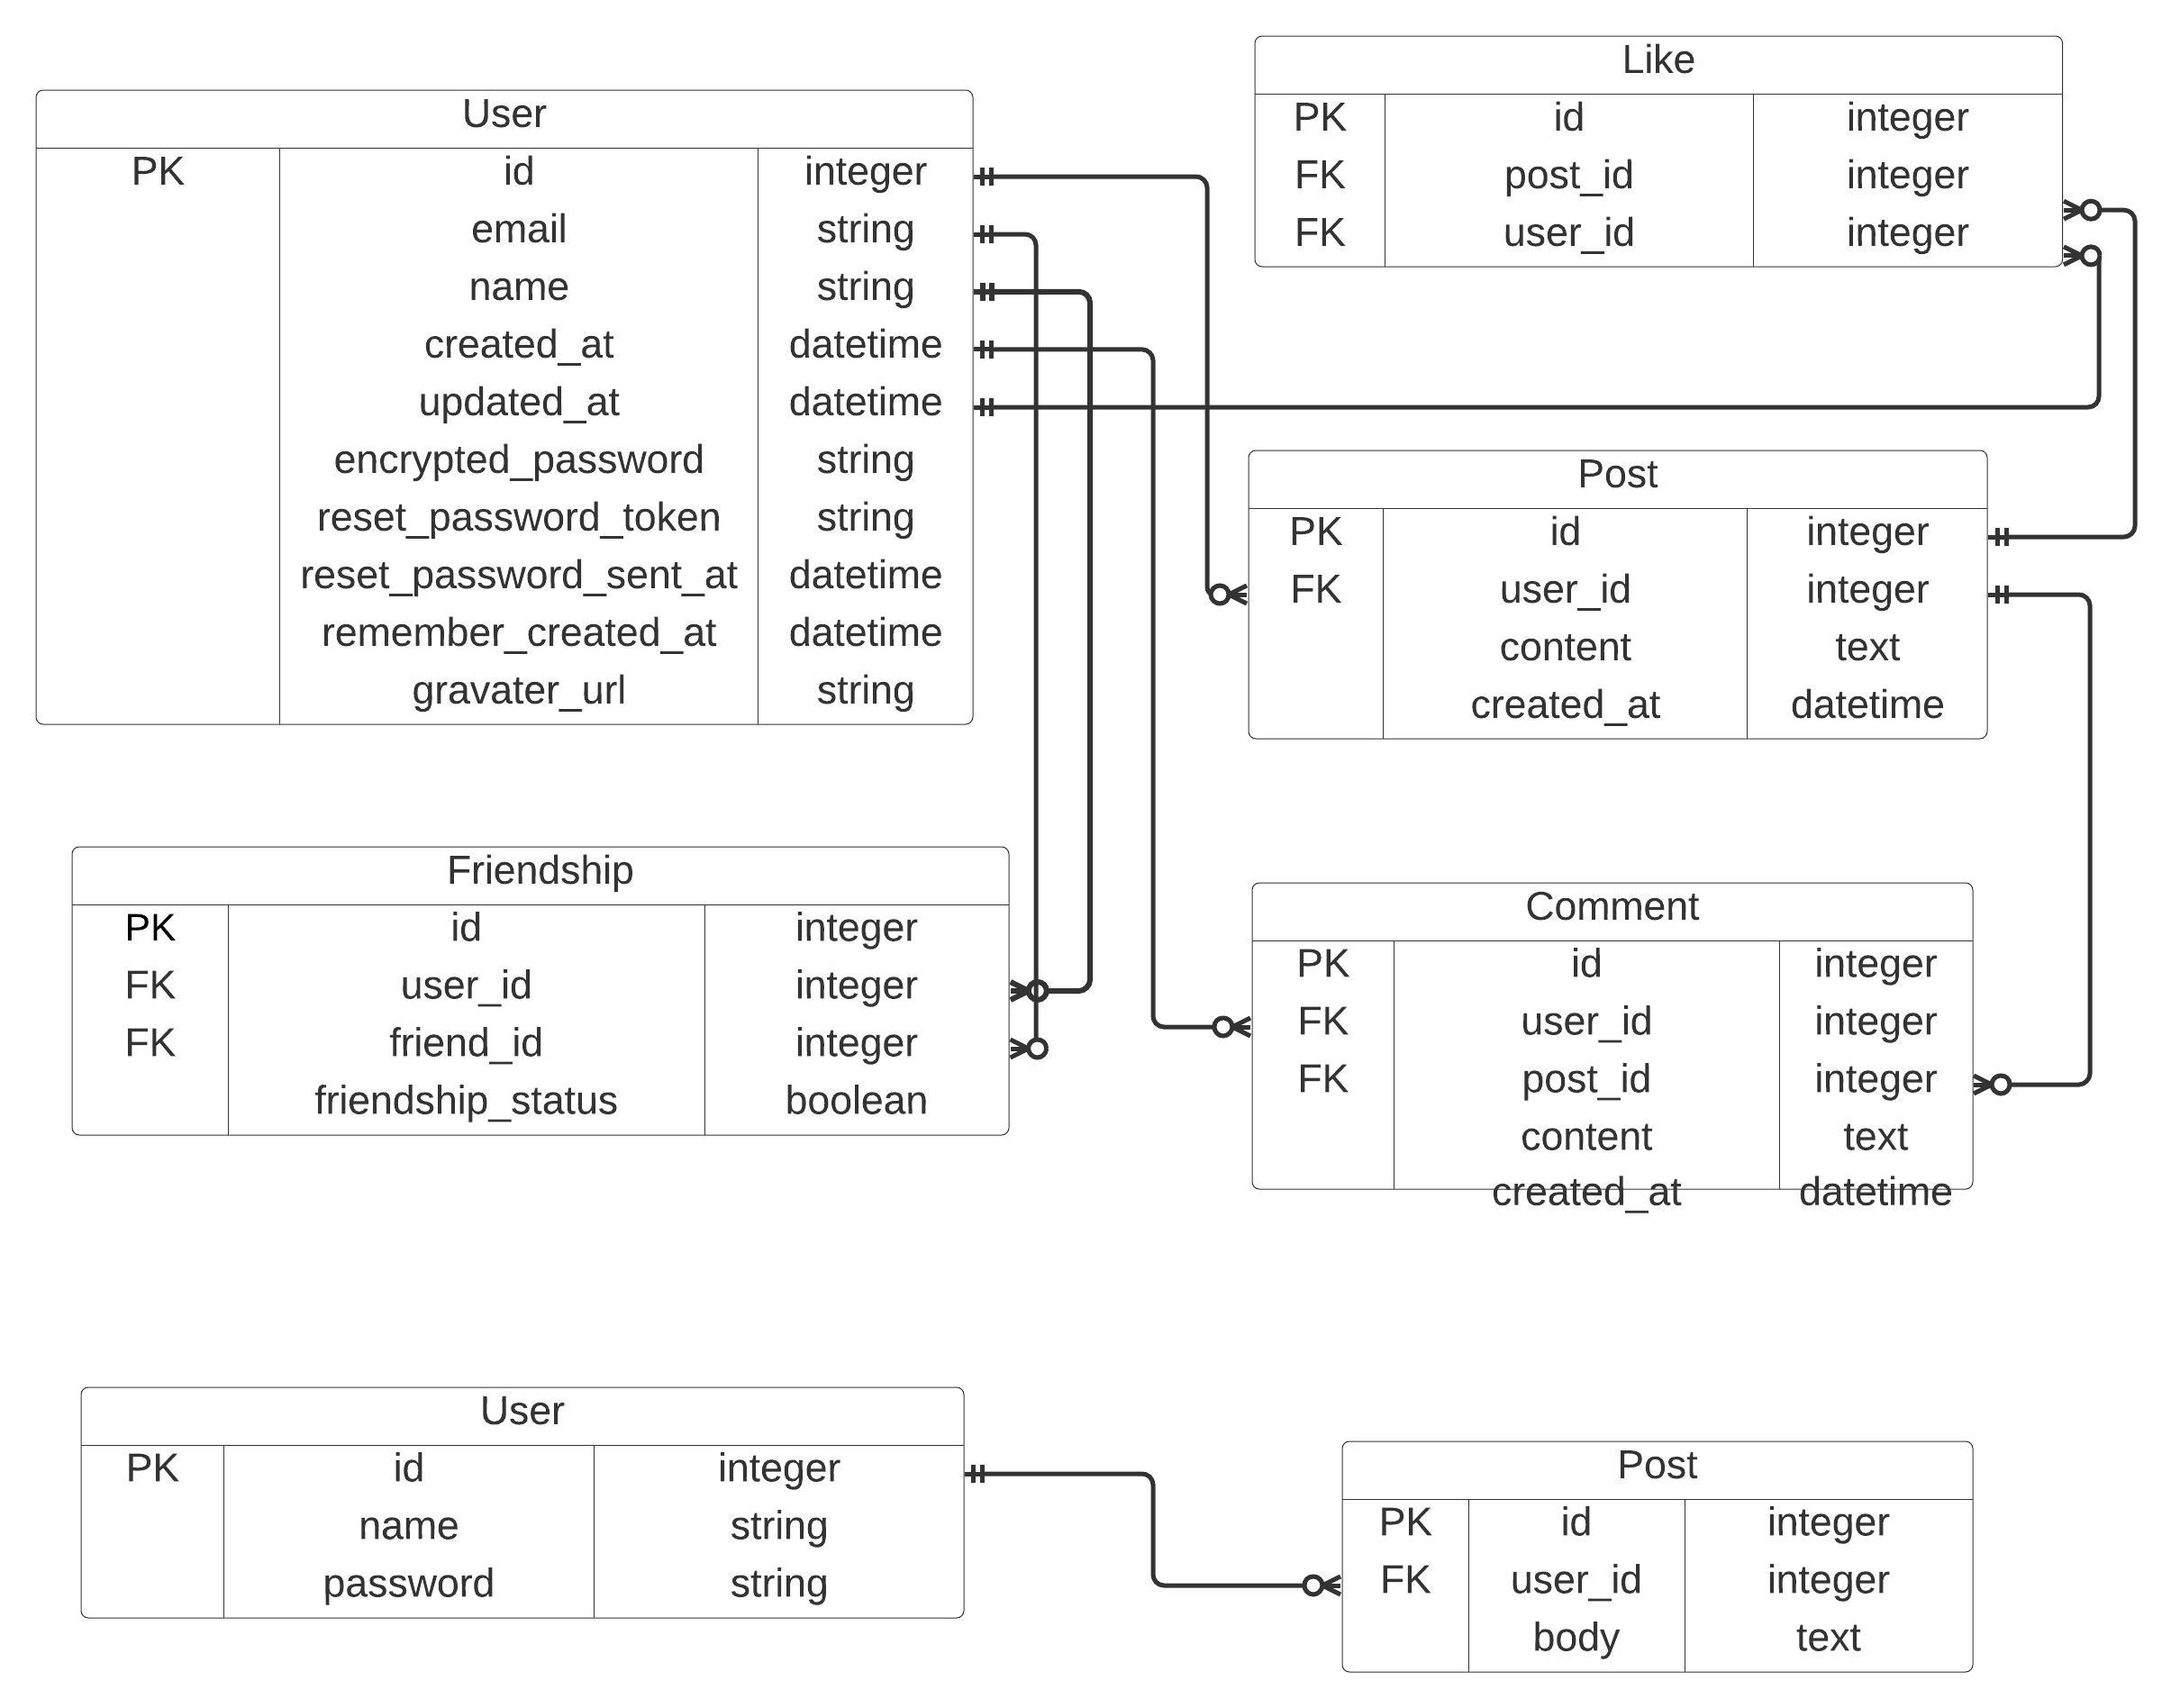 Like
PK id integer
FK post_id integer
FK user_id integer
User
PK id integer
email string
name string
created_at datetime
updated_at datetime
encrypted_password string
reset_password_token string
reset_password_sent_at datetime
remember_created_at datetime
gravater_url string
Post
PK id integer
FK user_id integer
content text
created_at datetime
Friendship
PK id integer
FK user_id integer
FK friend_id integer
friendship_status boolean
Comment
PK id integer
FK user_id integer
FK post_id integer
content text
created_at datetime
User
PK id integer
name string
password string
Post
PK id integer
FK user_id integer
body text